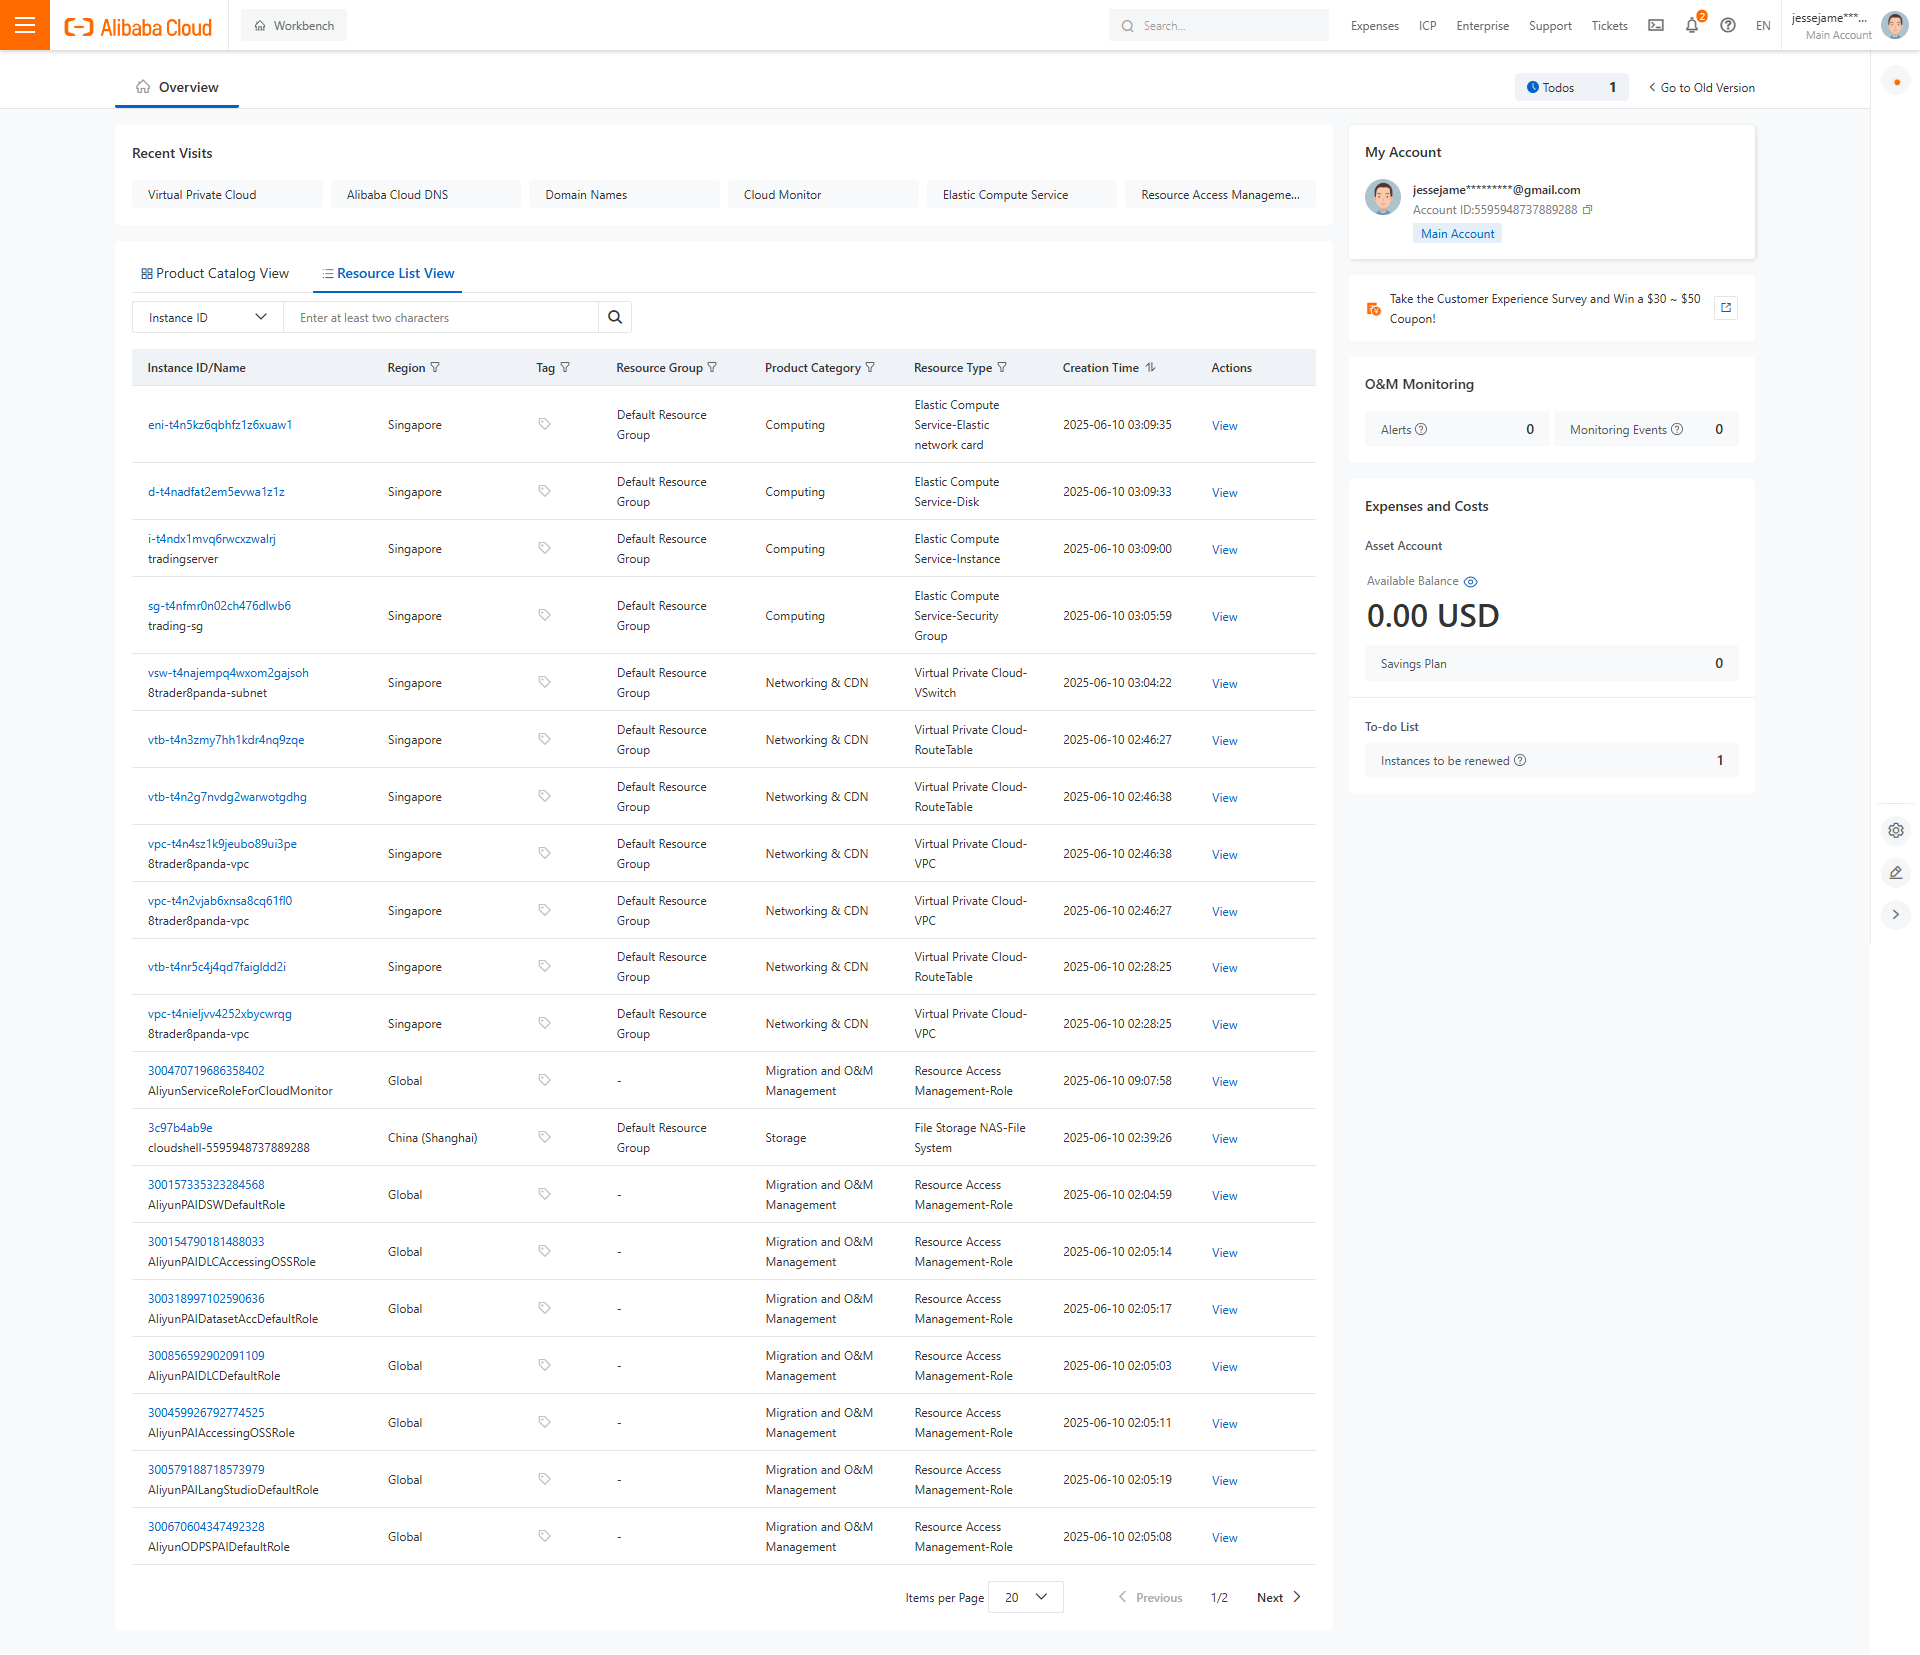 Alibaba Cloud
Workbench
Search...
Expenses
ICP
Enterprise
Support
Tickets
2
EN
jessejame***...
Main Account
Overview
Todos 1
Go to Old Version
Recent Visits
Virtual Private Cloud
Alibaba Cloud DNS
Domain Names
Cloud Monitor
Elastic Compute Service
Resource Access Manageme...
Product Catalog View
Resource List View
Instance ID
Enter at least two characters
Instance ID/Name Region Tag Resource Group Product Category Resource Type Creation Time Actions
eni-t4n5kz6qbhfz1z6xuaw1 Singapore Default Resource Group Computing Elastic Compute Service-Elastic network card 2025-06-10 03:09:35 View
d-t4nadfat2em5evwa1z1z Singapore Default Resource Group Computing Elastic Compute Service-Disk 2025-06-10 03:09:33 View
i-t4ndx1mvq6rwcxzwalrj tradingserver Singapore Default Resource Group Computing Elastic Compute Service-Instance 2025-06-10 03:09:00 View
sg-t4nfmr0n02ch476dlwb6 trading-sg Singapore Default Resource Group Computing Elastic Compute Service-Security Group 2025-06-10 03:05:59 View
vsw-t4najempq4wxom2gajsoh 8trader8panda-subnet Singapore Default Resource Group Networking & CDN Virtual Private Cloud-VSwitch 2025-06-10 03:04:22 View
vtb-t4n3zmy7hh1kdr4nq9zqe Singapore Default Resource Group Networking & CDN Virtual Private Cloud-RouteTable 2025-06-10 02:46:27 View
vtb-t4n2g7nvdg2warwotgdhg Singapore Default Resource Group Networking & CDN Virtual Private Cloud-RouteTable 2025-06-10 02:46:38 View
vpc-t4n4sz1k9jeubo89ui3pe 8trader8panda-vpc Singapore Default Resource Group Networking & CDN Virtual Private Cloud-VPC 2025-06-10 02:46:38 View
vpc-t4n2vjab6xnsa8cq61fl0 8trader8panda-vpc Singapore Default Resource Group Networking & CDN Virtual Private Cloud-VPC 2025-06-10 02:46:27 View
vtb-t4nr5c4j4qd7faigldd2i Singapore Default Resource Group Networking & CDN Virtual Private Cloud-RouteTable 2025-06-10 02:28:25 View
vpc-t4nieljvv4252xbycwrqg 8trader8panda-vpc Singapore Default Resource Group Networking & CDN Virtual Private Cloud-VPC 2025-06-10 02:28:25 View
300470719686358402 AliyunServiceRoleForCloudMonitor Global - Migration and O&M Management Resource Access Management-Role 2025-06-10 09:07:58 View
3c97b4ab9e cloudshell-5595948737889288 China (Shanghai) Default Resource Group Storage File Storage NAS-File System 2025-06-10 02:39:26 View
300157335323284568 AliyunPAIDSWDefaultRole Global - Migration and O&M Management Resource Access Management-Role 2025-06-10 02:04:59 View
300154790181488033 AliyunPAIDLCAccessingOSSRole Global - Migration and O&M Management Resource Access Management-Role 2025-06-10 02:05:14 View
300318997102590636 AliyunPAIDatasetAccDefaultRole Global - Migration and O&M Management Resource Access Management-Role 2025-06-10 02:05:17 View
300856592902091109 AliyunPAIDLCDefaultRole Global - Migration and O&M Management Resource Access Management-Role 2025-06-10 02:05:03 View
300459926792774525 AliyunPAIAccessingOSSRole Global - Migration and O&M Management Resource Access Management-Role 2025-06-10 02:05:11 View
300579188718573979 AliyunPAILangStudioDefaultRole Global - Migration and O&M Management Resource Access Management-Role 2025-06-10 02:05:19 View
300670604347492328 AliyunODPSPAIDefaultRole Global - Migration and O&M Management Resource Access Management-Role 2025-06-10 02:05:08 View
Items per Page 20 Previous 1/2 Next
My Account
jessejame*********@gmail.com
Account ID:5595948737889288
Main Account
Take the Customer Experience Survey and Win a $30 ~ $50
Coupon!
O&M Monitoring
Alerts 0
Monitoring Events 0
Expenses and Costs
Asset Account
Available Balance
0.00 USD
Savings Plan 0
To-do List
Instances to be renewed 1